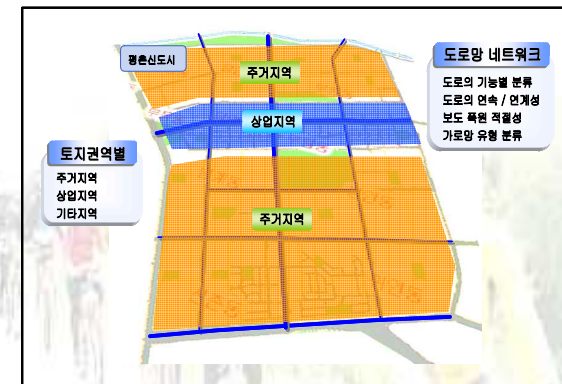 평촌신도시
주거지역
상업지역
주거지역
토지권역별
주거지역
상업지역
기타지역
도로망 네트워크
도로의 기능별 분류
도로의 연속 / 연계성
보도 폭원 적절성
가로망 유형 분류